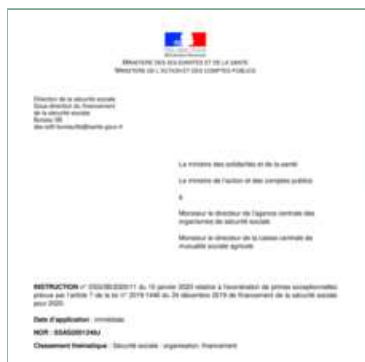 MINISTÈRE DES SOLIDARITÉS ET DE LA SANTÉ
MINISTÈRE DE L'ACTION ET DES COMPTES PUBLICS
Direction de la sécurité sociale
Sous-direction du financement
de la sécurité sociale
Bureau 5B
La ministre des solidarités et de la santé
Le ministre de l'action et des comptes publics
à
Monsieur le directeur de l'agence centrale des
organismes de sécurité sociale
Monsieur le directeur de la caisse centrale de
mutualité sociale agricole
INSTRUCTION n° DSS/5B/2020/11 du 15 janvier 2020 relative à l'exonération de primes exceptionnelles
prévue par l'article 7 de la loi n° 2019-1446 du 24 décembre 2019 de financement de la sécurité sociale
pour 2020.
Date d'application : immédiate
NOR : SSAS2001249J
Classement thématique : Sécurité sociale : organisation, financement